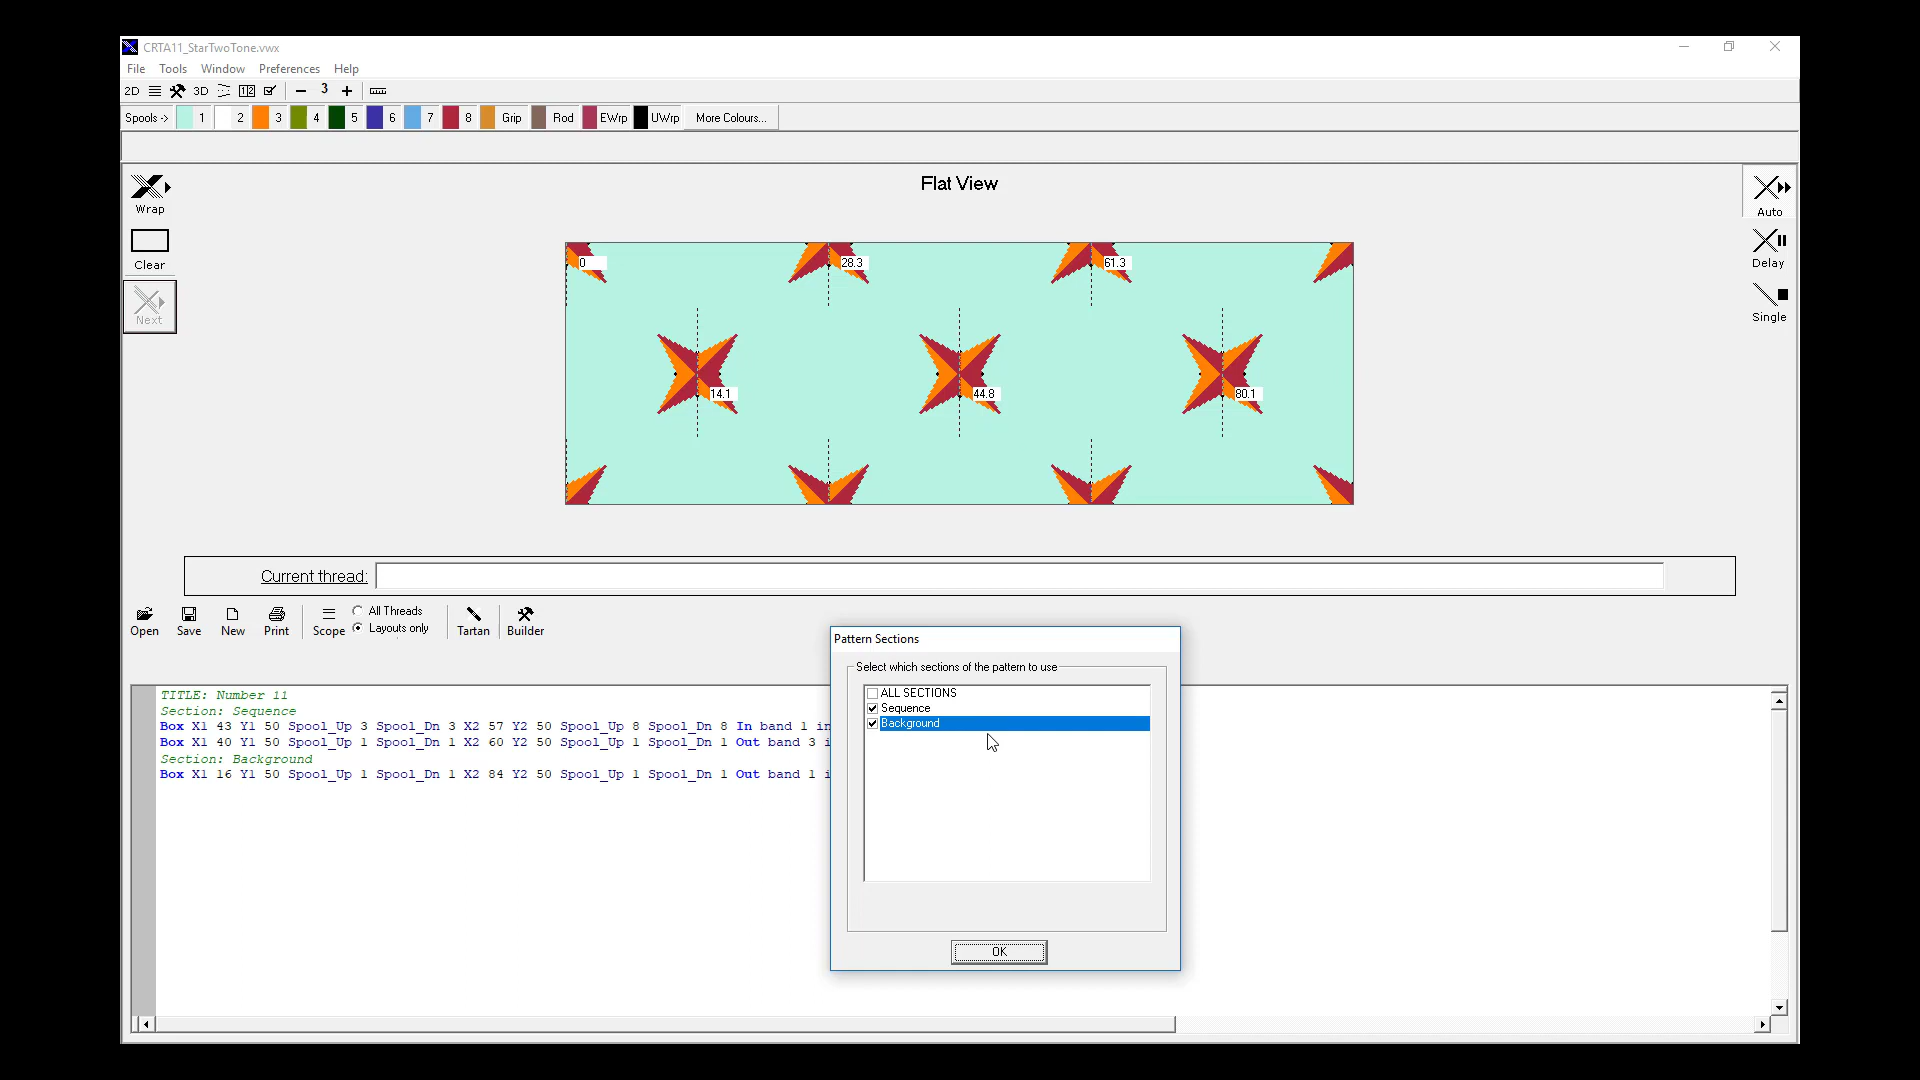 CRTA11_StarTwoTone.vwx
File Tools Window Preferences Help
2D 3D 1 2 3
Spools -> 1 2 3 4 5 6 7 8 Grip Rod EWrp UWrp More Colours...
Flat View
Wrap
Auto
Clear
Delay
Next
Single
0 28.3 61.3
14.1 44.8 80.1
Current thread:
Open Save New Print Scope All Threads
Layouts only
Tartan Builder
Pattern Sections
Select which sections of the pattern to use
ALL SECTIONS
Sequence
Background
OK
TITLE: Number 11
Section: Sequence
Box X1 43 Y1 50 Spool_Up 3 Spool_Dn 3 X2 57 Y2 50 Spool_Up 8 Spool_Dn 8 In band 1 in
Box X1 40 Y1 50 Spool_Up 1 Spool_Dn 1 X2 60 Y2 50 Spool_Up 1 Spool_Dn 1 Out band 3 i
Section: Background
Box X1 16 Y1 50 Spool_Up 1 Spool_Dn 1 X2 84 Y2 50 Spool_Up 1 Spool_Dn 1 Out band 1 i